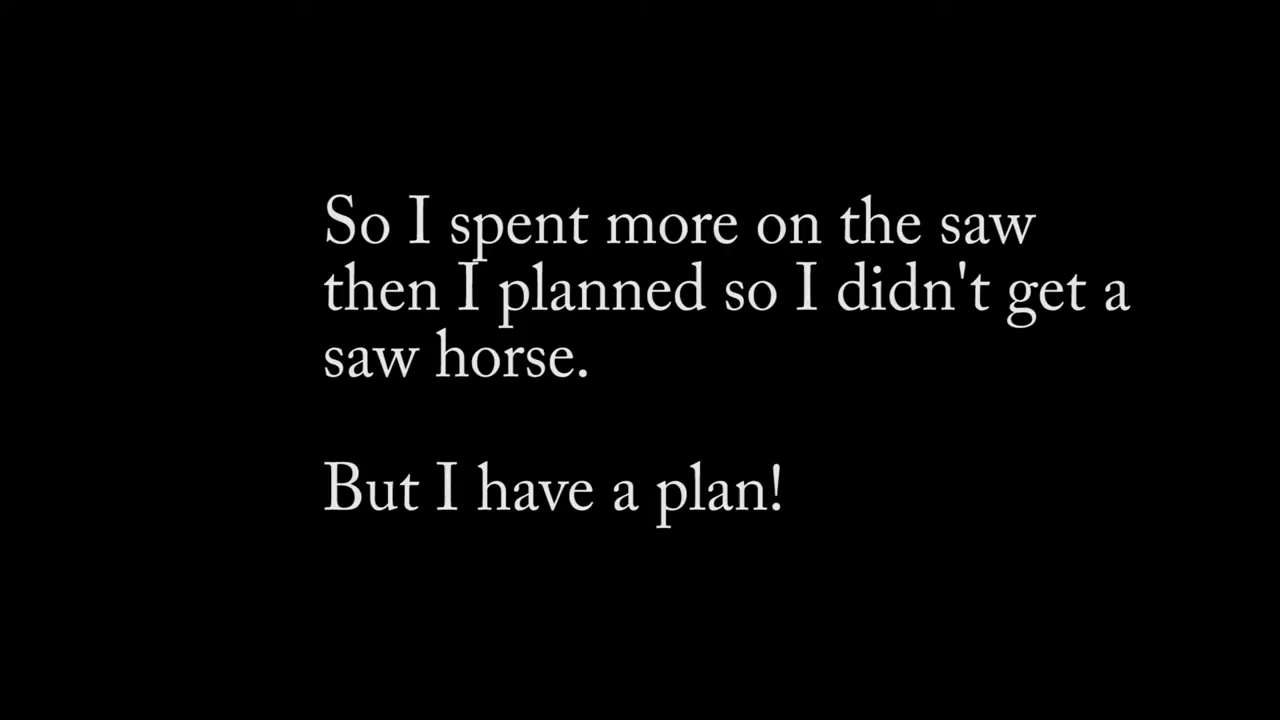 So I spent more on the saw
then I planned so I didn't get a
saw horse.
But I have a plan!